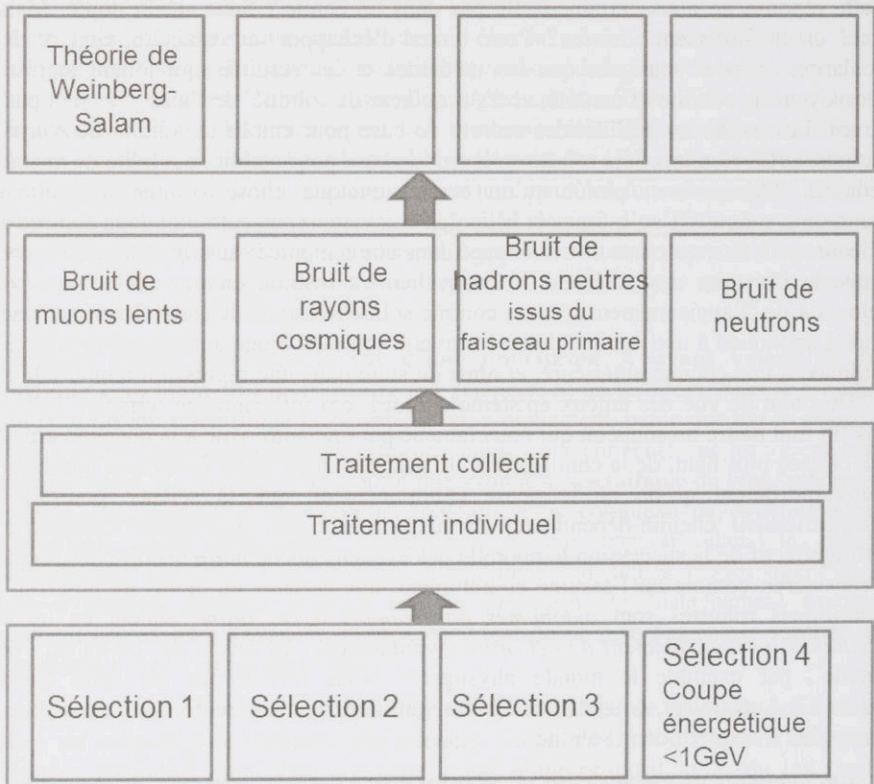 Théorie de
Weinberg-
Salam
Bruit de
muons lents
Bruit de
rayons
cosmiques
Bruit de
hadrons neutres
issus du
faisceau primaire
Bruit de
neutrons
Traitement collectif
Traitement individuel
Sélection 1
Sélection 2
Sélection 3
Sélection 4
Coupe
énergétique
<1GeV